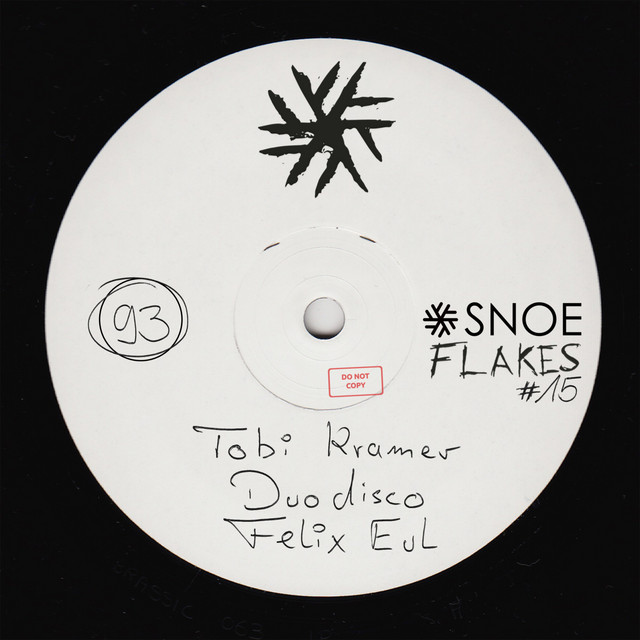 93
SNOE
FLAKES
#15
DO NOT
COPY
Tobi Kramer
Duodisco
Felix Eul